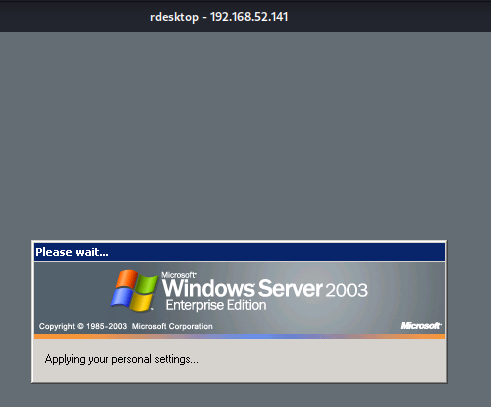 rdesktop - 192.168.52.141
Please wait...
Microsoft®
Windows Server 2003
Enterprise Edition
Copyright © 1985-2003 Microsoft Corporation Microsoft®
Applying your personal settings...